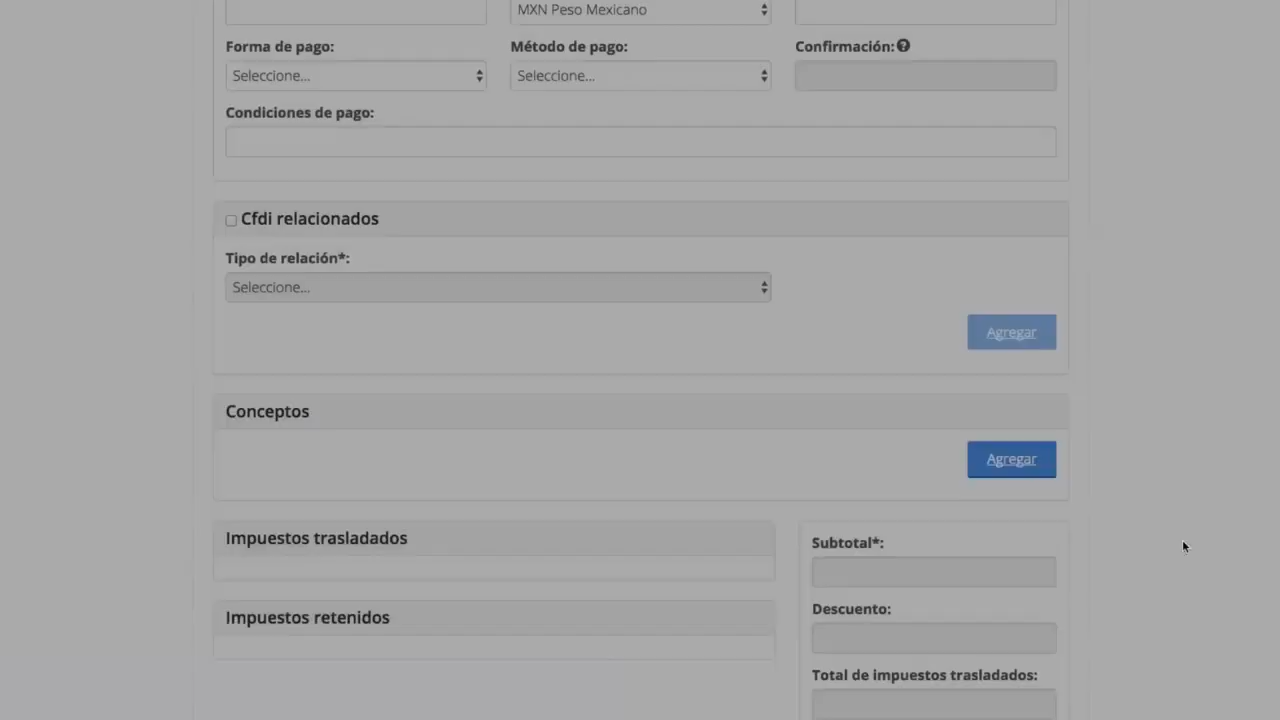 MXN Peso Mexicano
Forma de pago: Método de pago: Confirmación:
Seleccione... Seleccione...
Condiciones de pago:
Cfdi relacionados
Tipo de relación*:
Seleccione...
Agregar
Conceptos
Agregar
Impuestos trasladados
Subtotal*:
Descuento:
Impuestos retenidos
Total de impuestos trasladados: